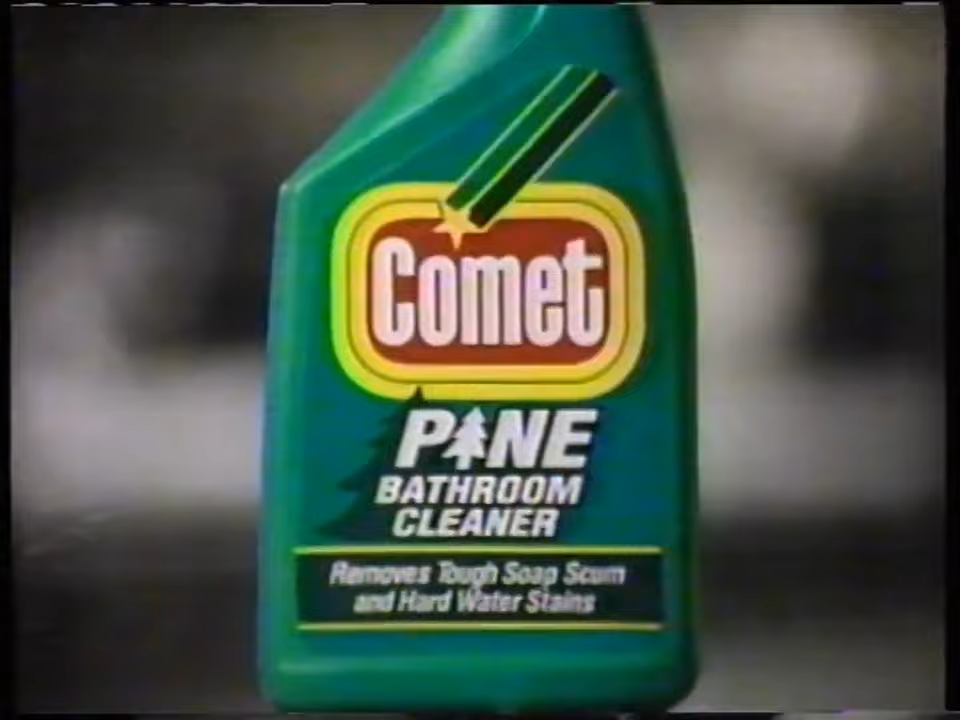 Comet
PINE
BATHROOM
CLEANER
Removes Tough Soap Scum
and Hard Water Stains